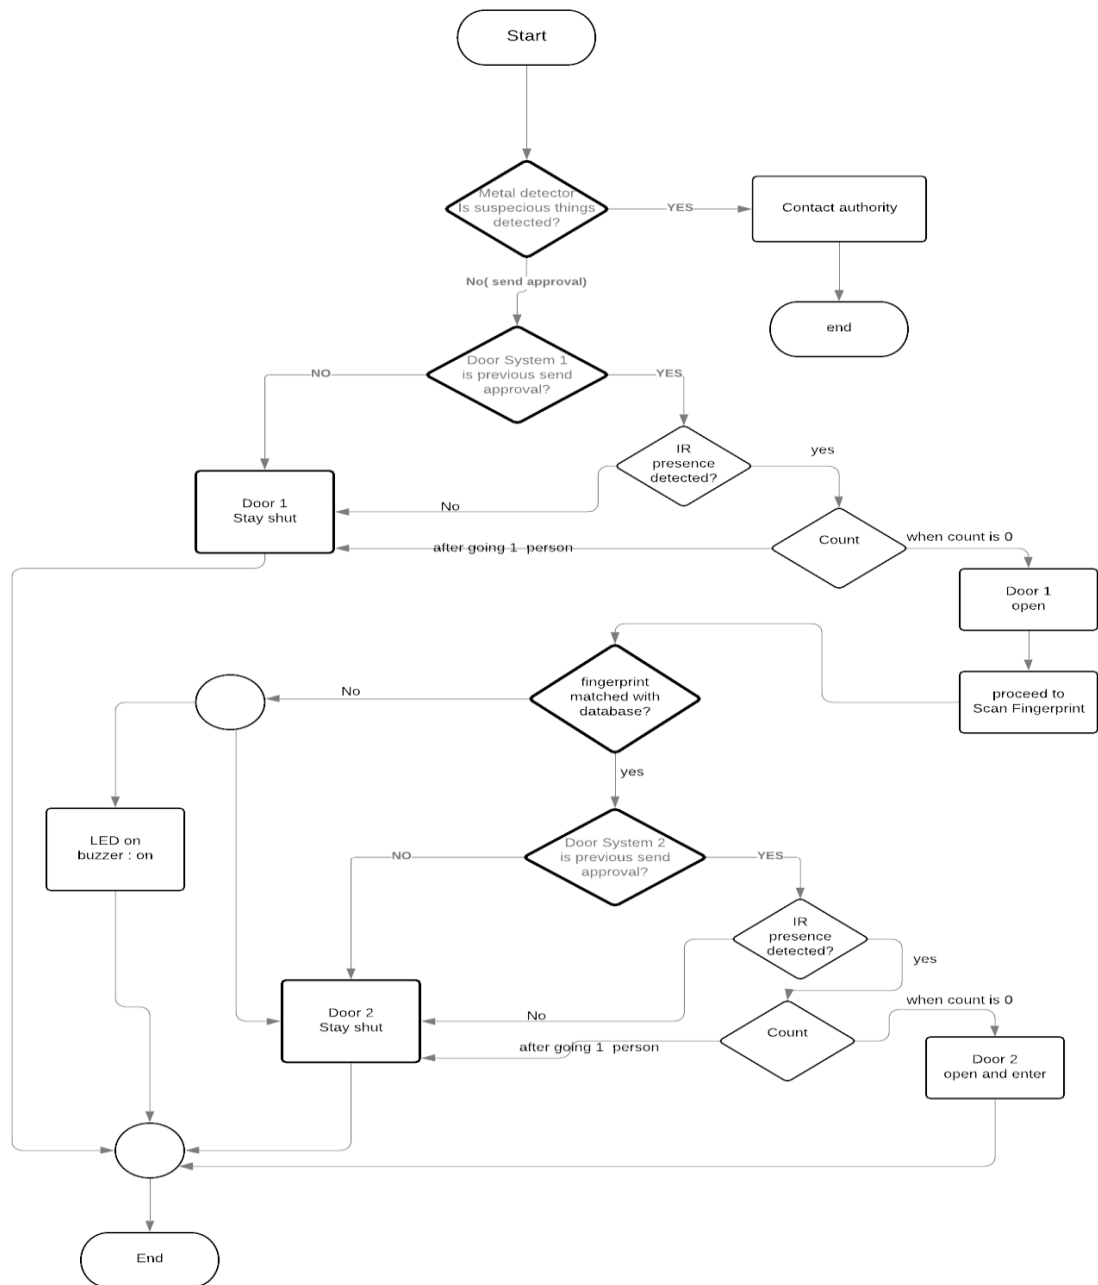 Start
Metal detector
Is suspecious things
detected?
YES
Contact authority
No( send approval)
end
Door System 1
is previous send
approval?
NO
YES
IR
presence
detected?
yes
Door 1
Stay shut
No
Count
when count is 0
after going 1  person
Door 1
open
fingerprint
matched with
database?
No
proceed to
Scan Fingerprint
yes
LED on
buzzer : on
Door System 2
is previous send
approval?
NO
YES
IR
presence
detected?
yes
Door 2
Stay shut
No
when count is 0
Count
after going 1  person
Door 2
open and enter
End